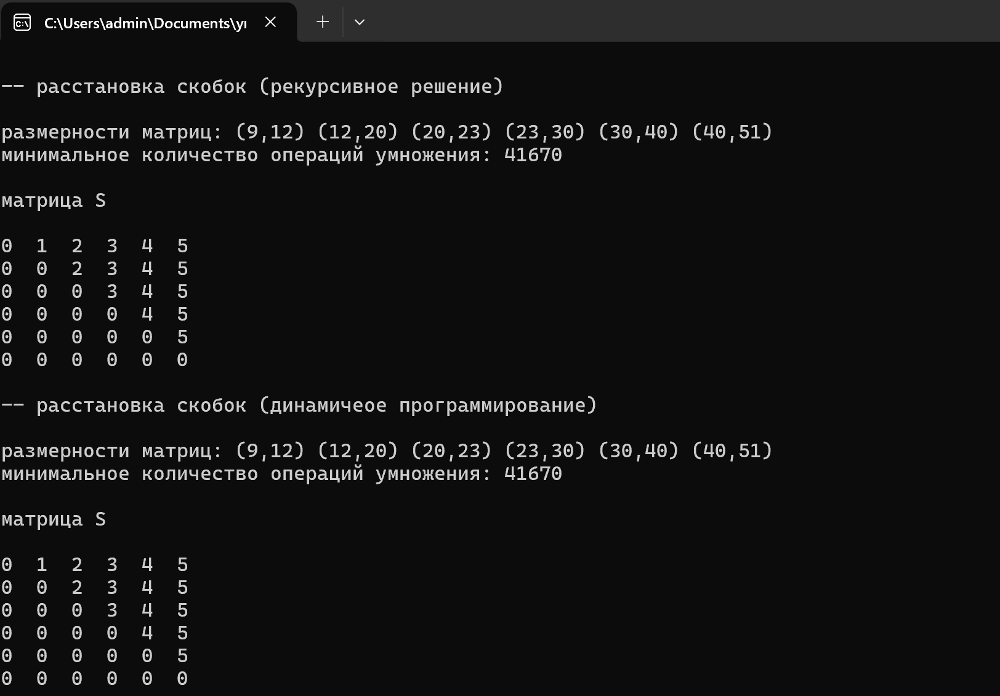 C:\Users\admin\Documents\yı
-- расстановка скобок (рекурсивное решение)
размерности матриц: (9,12) (12,20) (20,23) (23,30) (30,40) (40,51)
минимальное количество операций умножения: 41670
матрица S
0 1 2 3 4 5
0 0 2 3 4 5
0 0 0 3 4 5
0 0 0 0 4 5
0 0 0 0 0 5
0 0 0 0 0 0
-- расстановка скобок (динамичеое программирование)
размерности матриц: (9,12) (12,20) (20,23) (23,30) (30,40) (40,51)
минимальное количество операций умножения: 41670
матрица S
0 1 2 3 4 5
0 0 2 3 4 5
0 0 0 3 4 5
0 0 0 0 4 5
0 0 0 0 0 5
0 0 0 0 0 0